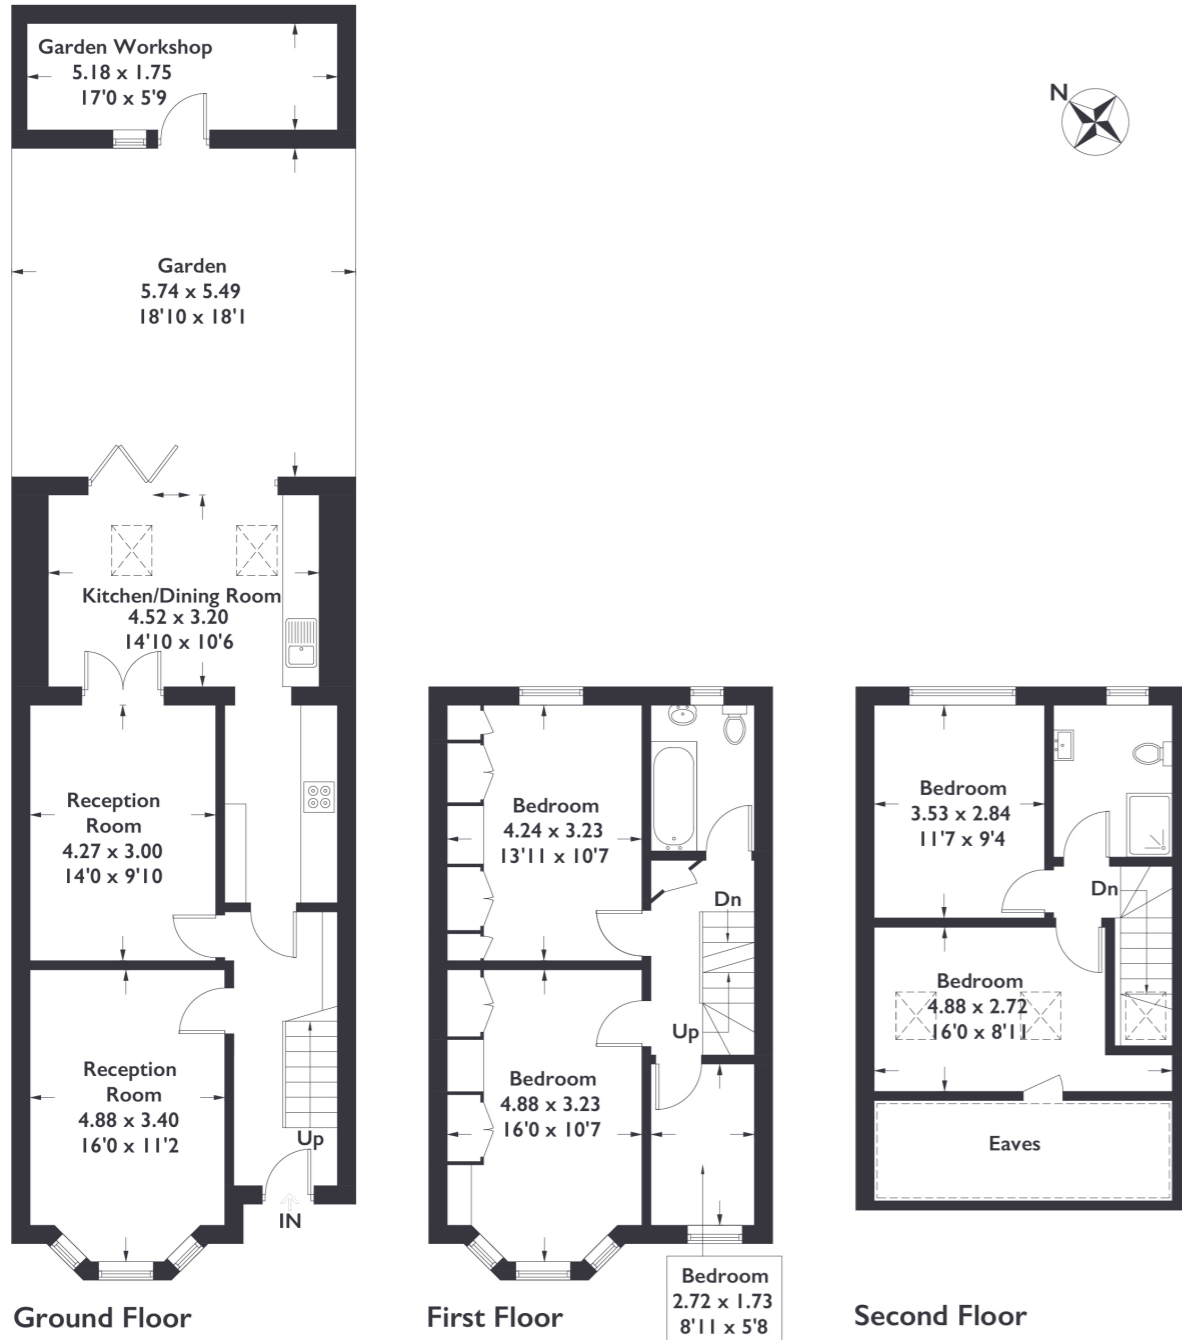 Garden Workshop
5.18 x 1.75
17'0 x 5'9
N
Garden
5.74 x 5.49
18'10 x 18'1
Kitchen/Dining Room
4.52 x 3.20
14'10 x 10'6
Reception
Room
4.27 x 3.00
14'0 x 9'10
Reception
Room
4.88 x 3.40
16'0 x 11'2
Up
IN
Ground Floor
Bedroom
4.24 x 3.23
13'11 x 10'7
Dn
Up
Bedroom
4.88 x 3.23
16'0 x 10'7
Bedroom
2.72 x 1.73
8'11 x 5'8
First Floor
Bedroom
3.53 x 2.84
11'7 x 9'4
Dn
Bedroom
4.88 x 2.72
16'0 x 8'11
Eaves
Second Floor